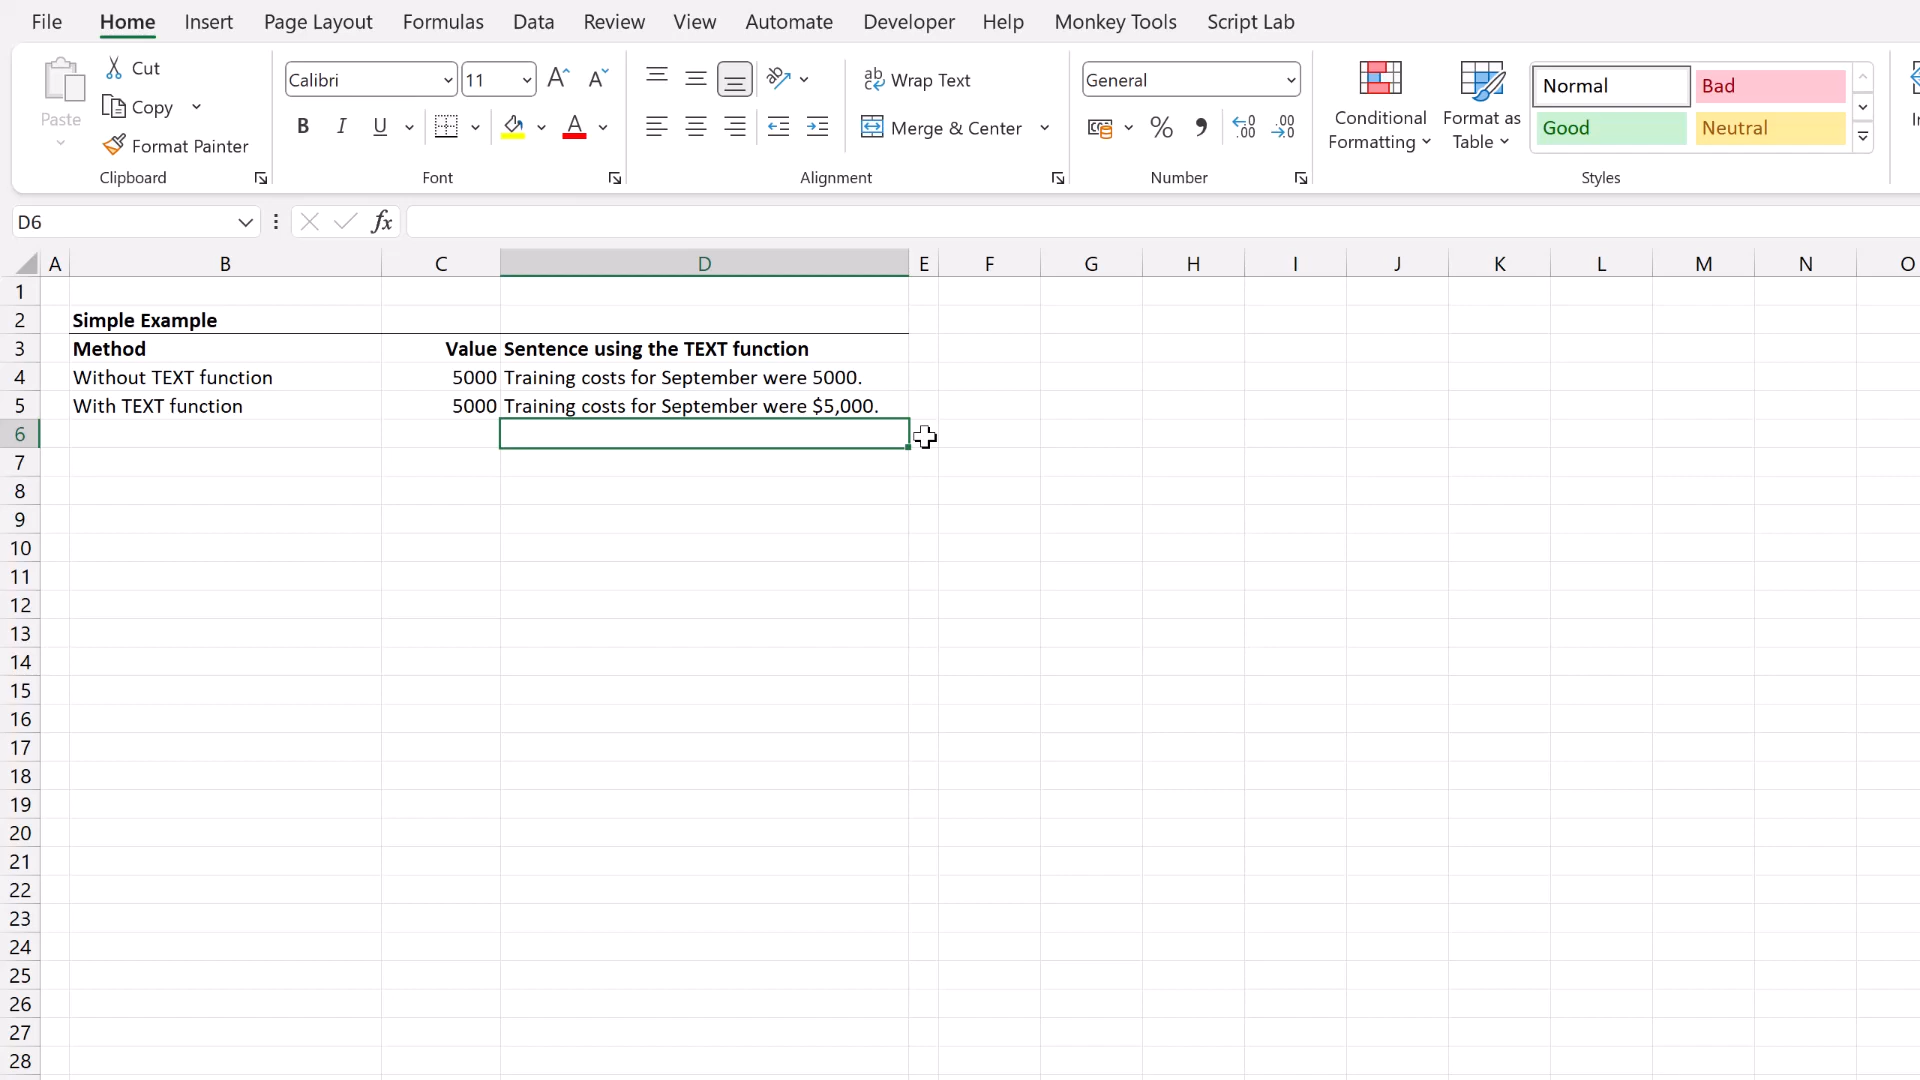 File Home Insert Page Layout Formulas Data Review View Automate Developer Help Monkey Tools Script Lab
Paste
Cut
Copy
Format Painter
Clipboard
Calibri 11
B I U
Font
Wrap Text
Merge & Center
Alignment
General
% 
Number
Conditional
Formatting
Format as
Table
Normal Bad
Good Neutral
Styles
D6 fx
A B C D E F G H I J K L M N O
1
2 Simple Example
3 Method Value Sentence using the TEXT function
4 Without TEXT function 5000 Training costs for September were 5000.
5 With TEXT function 5000 Training costs for September were $5,000.
6
7
8
9
10
11
12
13
14
15
16
17
18
19
20
21
22
23
24
25
26
27
28